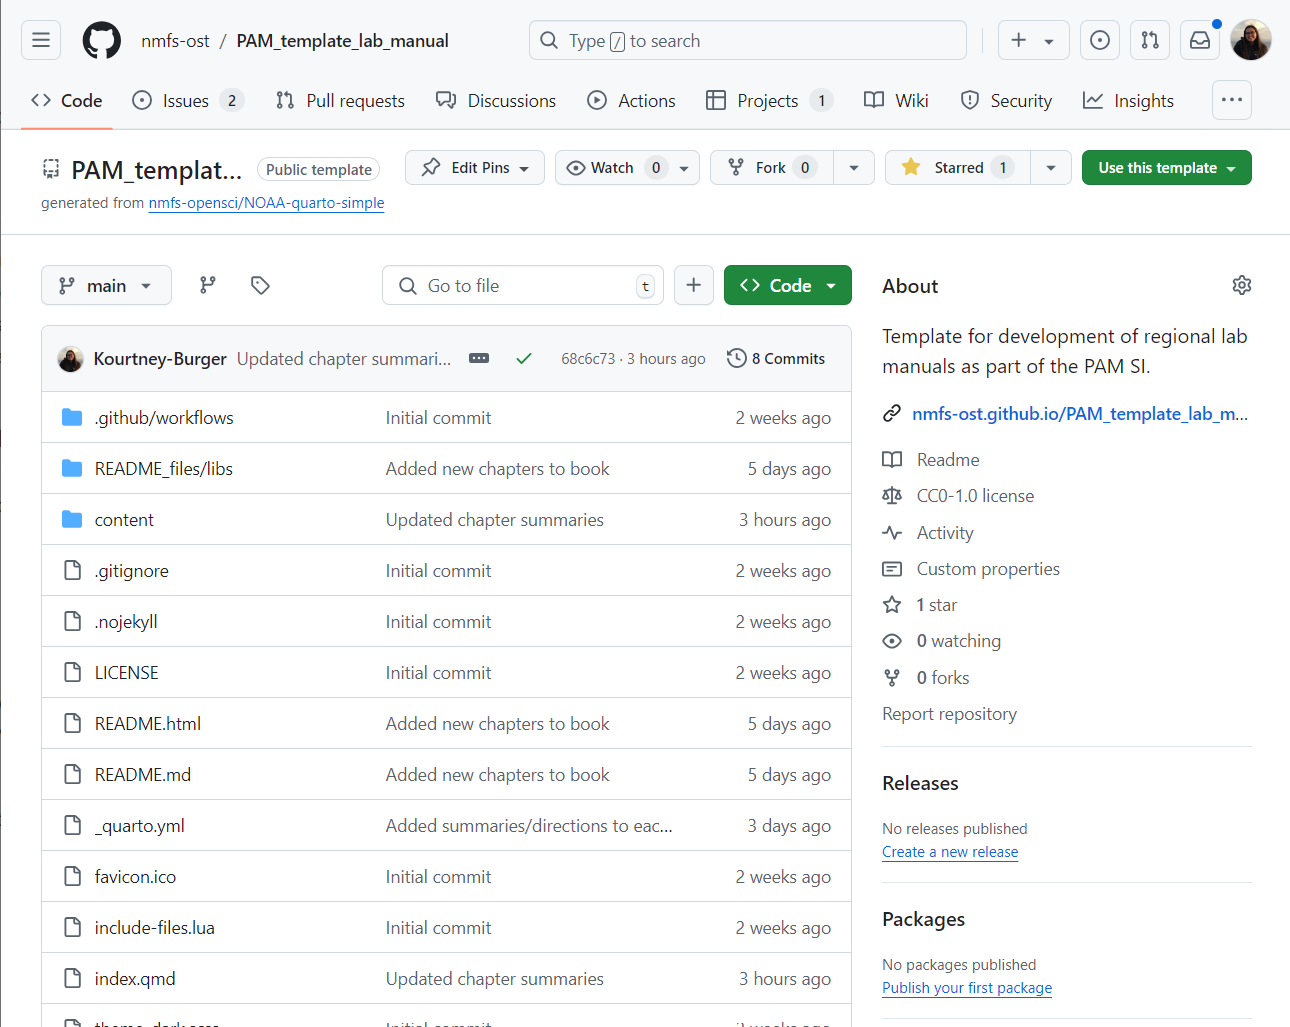 nmfs-ost / PAM_template_lab_manual
Type / to search
Code
Issues 2
Pull requests
Discussions
Actions
Projects 1
Wiki
Security
Insights
PAM_templat...
Public template
Edit Pins
Watch 0
Fork 0
Starred 1
Use this template
generated from nmfs-opensci/NOAA-quarto-simple
main
Go to file
t
Code
Kourtney-Burger Updated chapter summari... 68c6c73 · 3 hours ago 8 Commits
.github/workflows Initial commit 2 weeks ago
README_files/libs Added new chapters to book 5 days ago
content Updated chapter summaries 3 hours ago
.gitignore Initial commit 2 weeks ago
.nojekyll Initial commit 2 weeks ago
LICENSE Initial commit 2 weeks ago
README.html Added new chapters to book 5 days ago
README.md Added new chapters to book 5 days ago
_quarto.yml Added summaries/directions to eac... 3 days ago
favicon.ico Initial commit 2 weeks ago
include-files.lua Initial commit 2 weeks ago
index.qmd Updated chapter summaries 3 hours ago
About
Template for development of regional lab
manuals as part of the PAM SI.
nmfs-ost.github.io/PAM_template_lab_m...
Readme
CC0-1.0 license
Activity
Custom properties
1 star
0 watching
0 forks
Report repository
Releases
No releases published
Create a new release
Packages
No packages published
Publish your first package